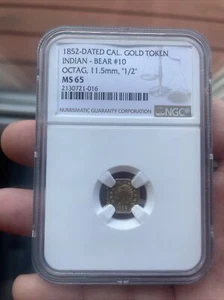 1852-DATED CAL. GOLD TOKEN
INDIAN - BEAR #10
OCTAG, 11.5mm, "1/2"
MS 65
2130721-016
NUMISMATIC GUARANTY CORPORATION
NGC